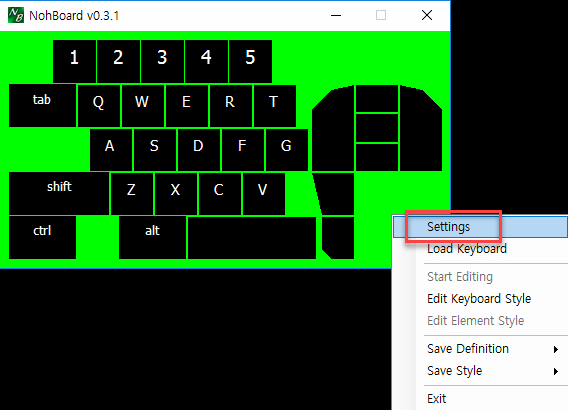 NohBoard v0.3.1
1 2 3 4 5
tab Q W E R T
A S D F G
shift Z X C V
ctrl alt
Settings
Load Keyboard
Start Editing
Edit Keyboard Style
Edit Element Style
Save Definition
Save Style
Exit